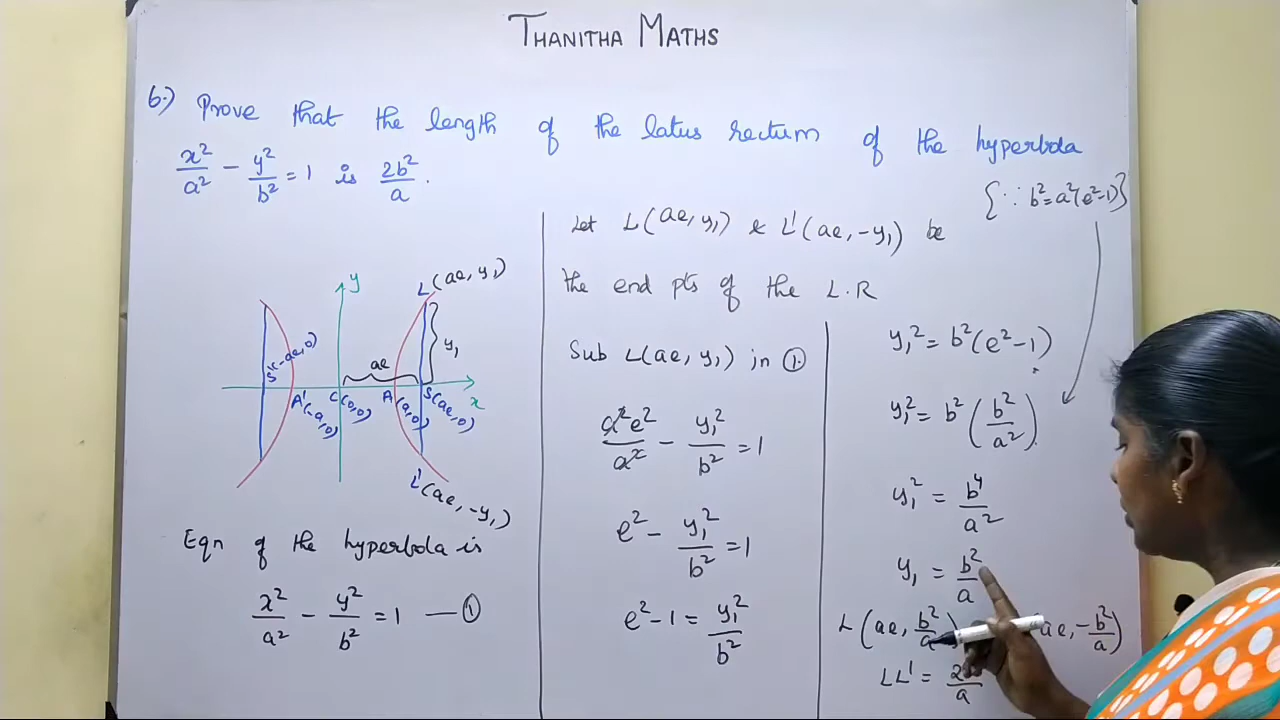 THANITHA MATHS
6.) Prove that the length of the latus rectum of the hyperbola
x²/a² - y²/b² = 1 is 2b²/a.
y
L(ae, y₁)
y₁
ae
S'(-ae,0)
A'(-a,0)
C(0,0)
A(a,0)
S(ae,0)
x
L'(ae, -y₁)
Eqn of the hyperbola is
x²/a² - y²/b² = 1 — ①
Let L(ae, y₁) & L'(ae, -y₁) be
the end pts of the L.R
Sub L(ae, y₁) in ①
a²e²/a² - y₁²/b² = 1
e² - y₁²/b² = 1
e² - 1 = y₁²/b²
{∵ b² = a²(e²-1)}
y₁² = b²(e² - 1)
y₁² = b²(b²/a²).
y₁² = b⁴/a²
y₁ = b²/a
L(ae, b²/a) ae, -b²/a)
LL' = 2 /a